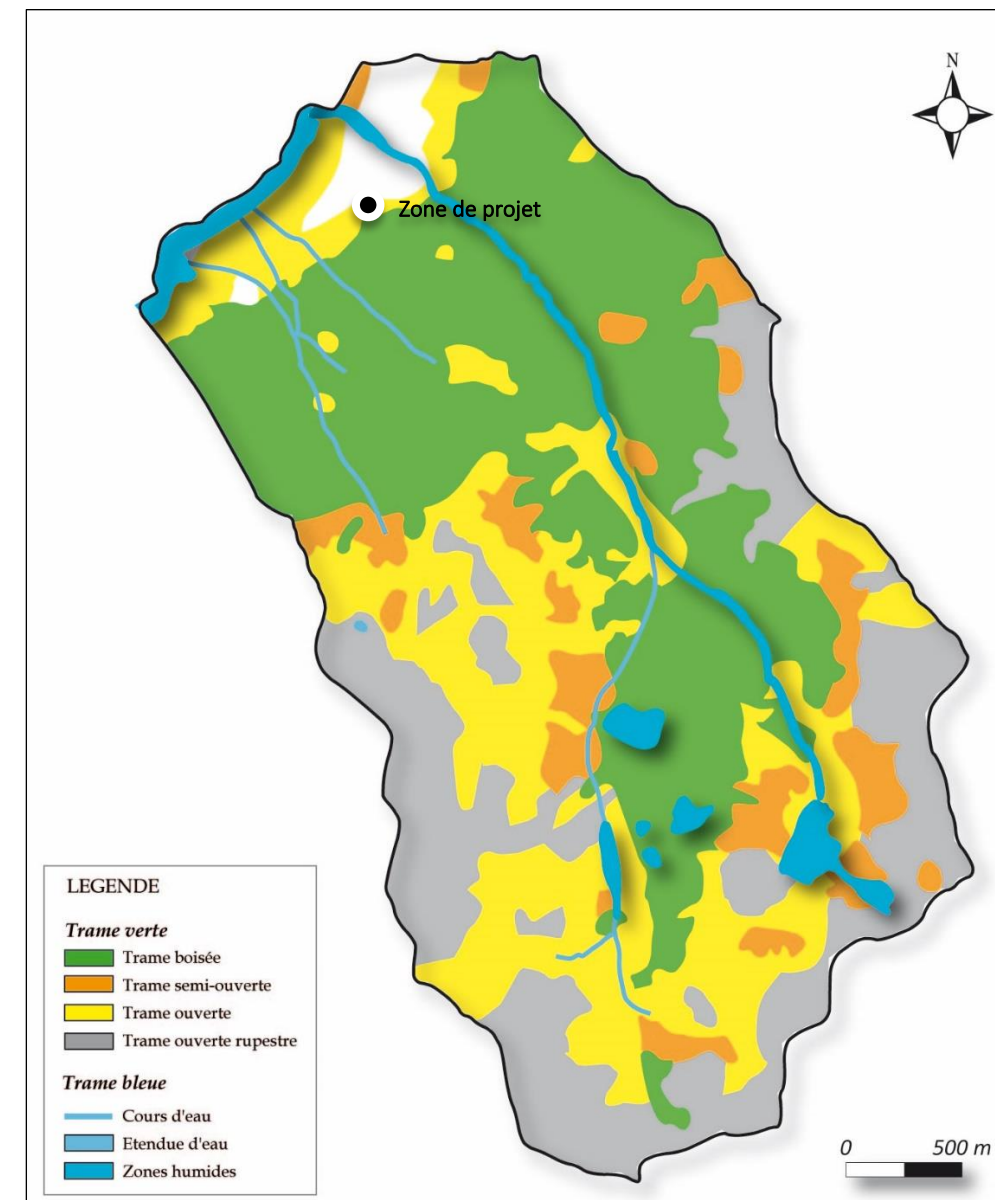 N
Zone de projet
LEGENDE
Trame verte
Trame boisée
Trame semi-ouverte
Trame ouverte
Trame ouverte rupestre
Trame bleue
Cours d'eau
Etendue d'eau
Zones humides
0 500 m